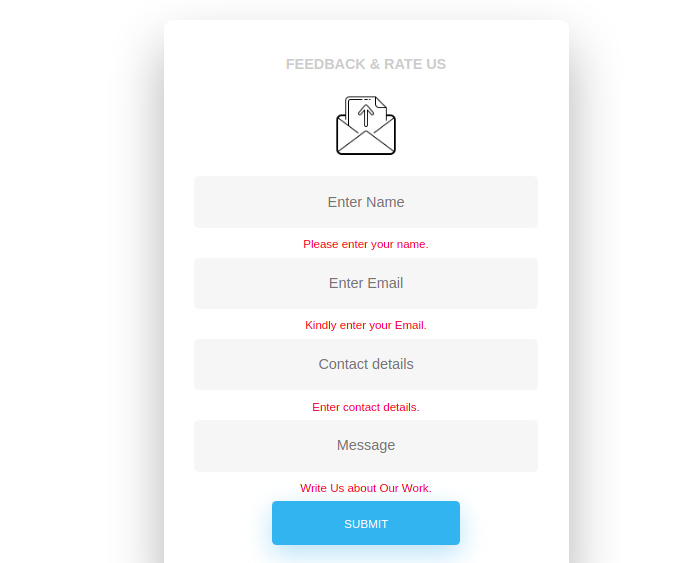 FEEDBACK & RATE US
Enter Name
Please enter your name.
Enter Email
Kindly enter your Email.
Contact details
Enter contact details.
Message
Write Us about Our Work.
SUBMIT